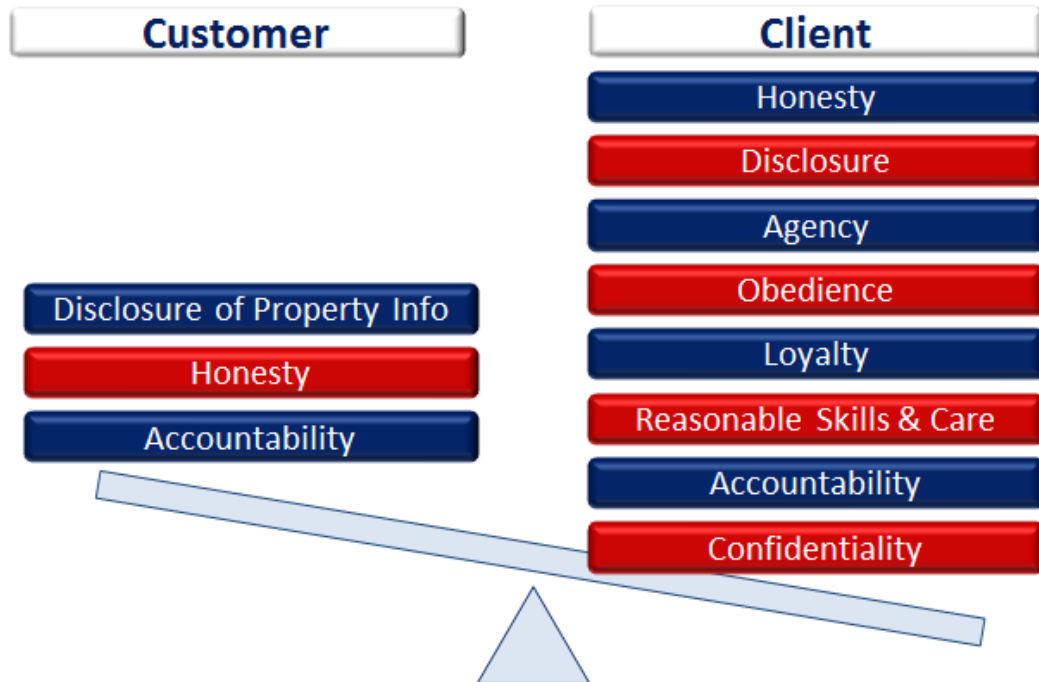 Customer
Disclosure of Property Info
Honesty
Accountability
Client
Honesty
Disclosure
Agency
Obedience
Loyalty
Reasonable Skills & Care
Accountability
Confidentiality